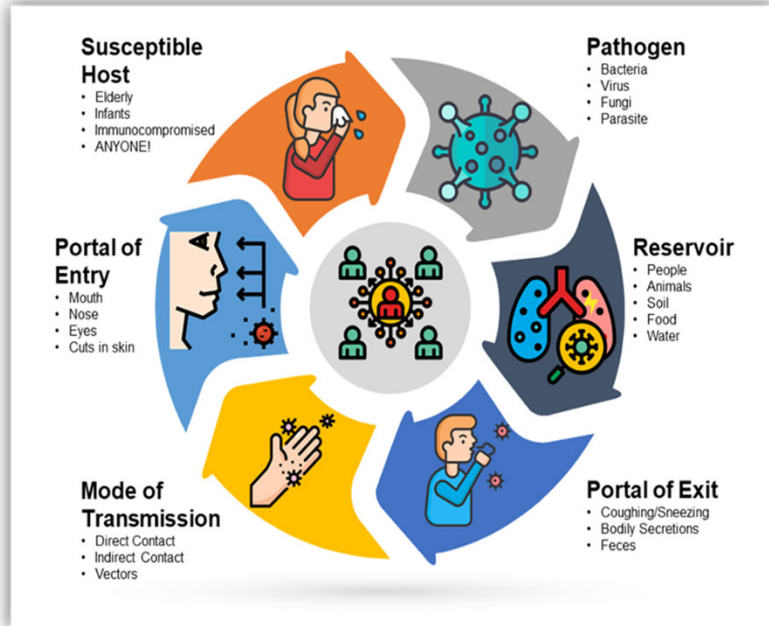 Susceptible
Host
• Elderly
• Infants
• Immunocompromised
• ANYONE!
Pathogen
• Bacteria
• Virus
• Fungi
• Parasite
Portal of
Entry
• Mouth
• Nose
• Eyes
• Cuts in skin
Reservoir
• People
• Animals
• Soil
• Food
• Water
Mode of
Transmission
• Direct Contact
• Indirect Contact
• Vectors
Portal of Exit
• Coughing/Sneezing
• Bodily Secretions
• Feces